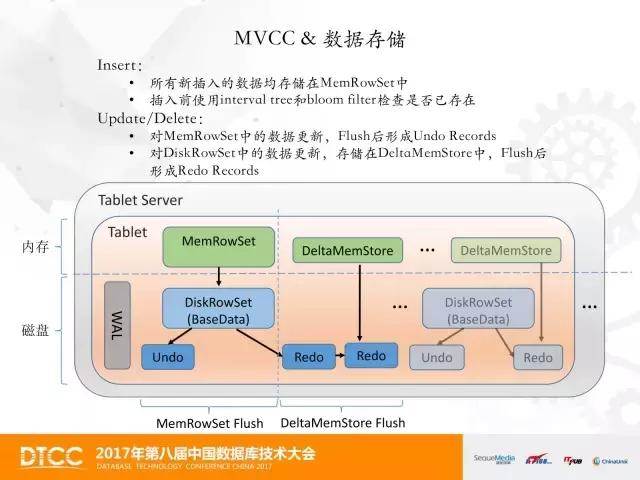 MVCC & 数据存储
Insert：
• 所有新插入的数据均存储在MemRowSet中
• 插入前使用interval tree和bloom filter检查是否已存在
Update/Delete：
• 对MemRowSet中的数据更新，Flush后形成Undo Records
• 对DiskRowSet中的数据更新，存储在DeltaMemStore中，Flush后
形成Redo Records
Tablet Server
Tablet
内存
MemRowSet
DeltaMemStore
...
DeltaMemStore
磁盘
WAL
DiskRowSet
(BaseData)
...
DiskRowSet
(BaseData)
...
Undo
Redo
Redo
Undo
Redo
MemRowSet Flush
DeltaMemStore Flush
DTCC
2017年第八届中国数据库技术大会
DATABASE TECHNOLOGY CONFERENCE CHINA 2017
SequeMedia
ITPUB
ChinaUnix